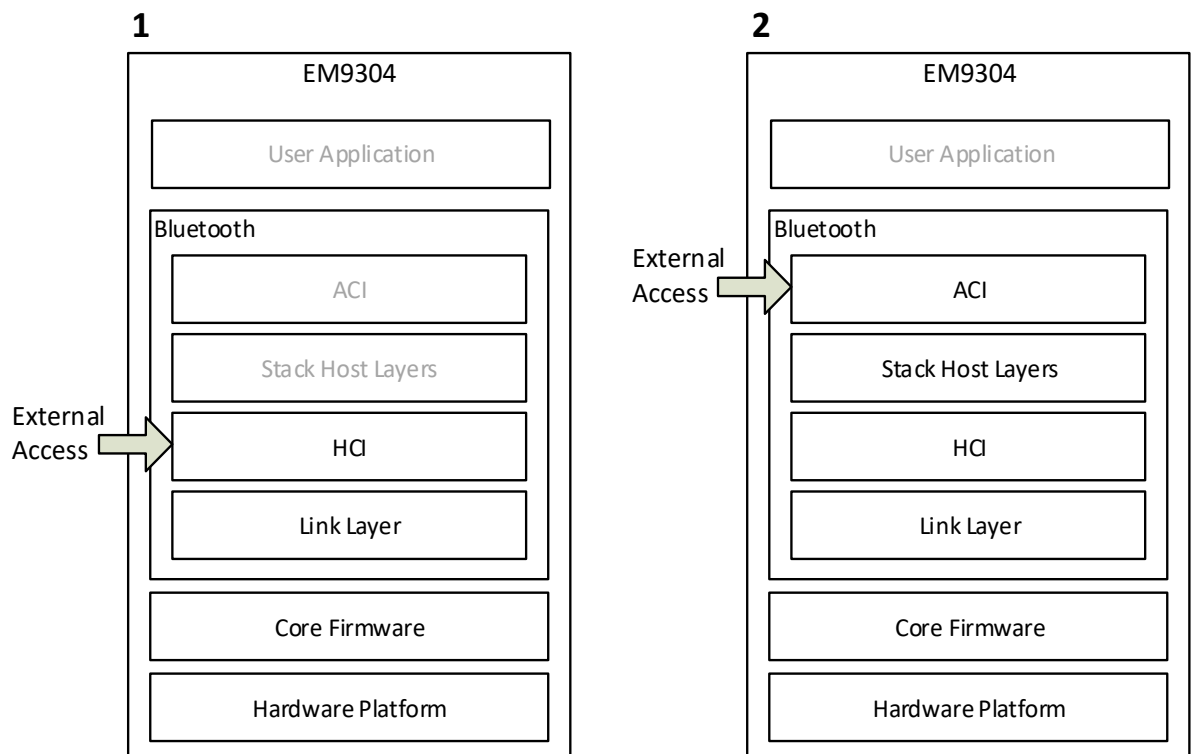 1
EM9304
User Application
Bluetooth
ACI
Stack Host Layers
External
Access
HCI
Link Layer
Core Firmware
Hardware Platform
2
EM9304
User Application
Bluetooth
External
Access
ACI
Stack Host Layers
HCI
Link Layer
Core Firmware
Hardware Platform